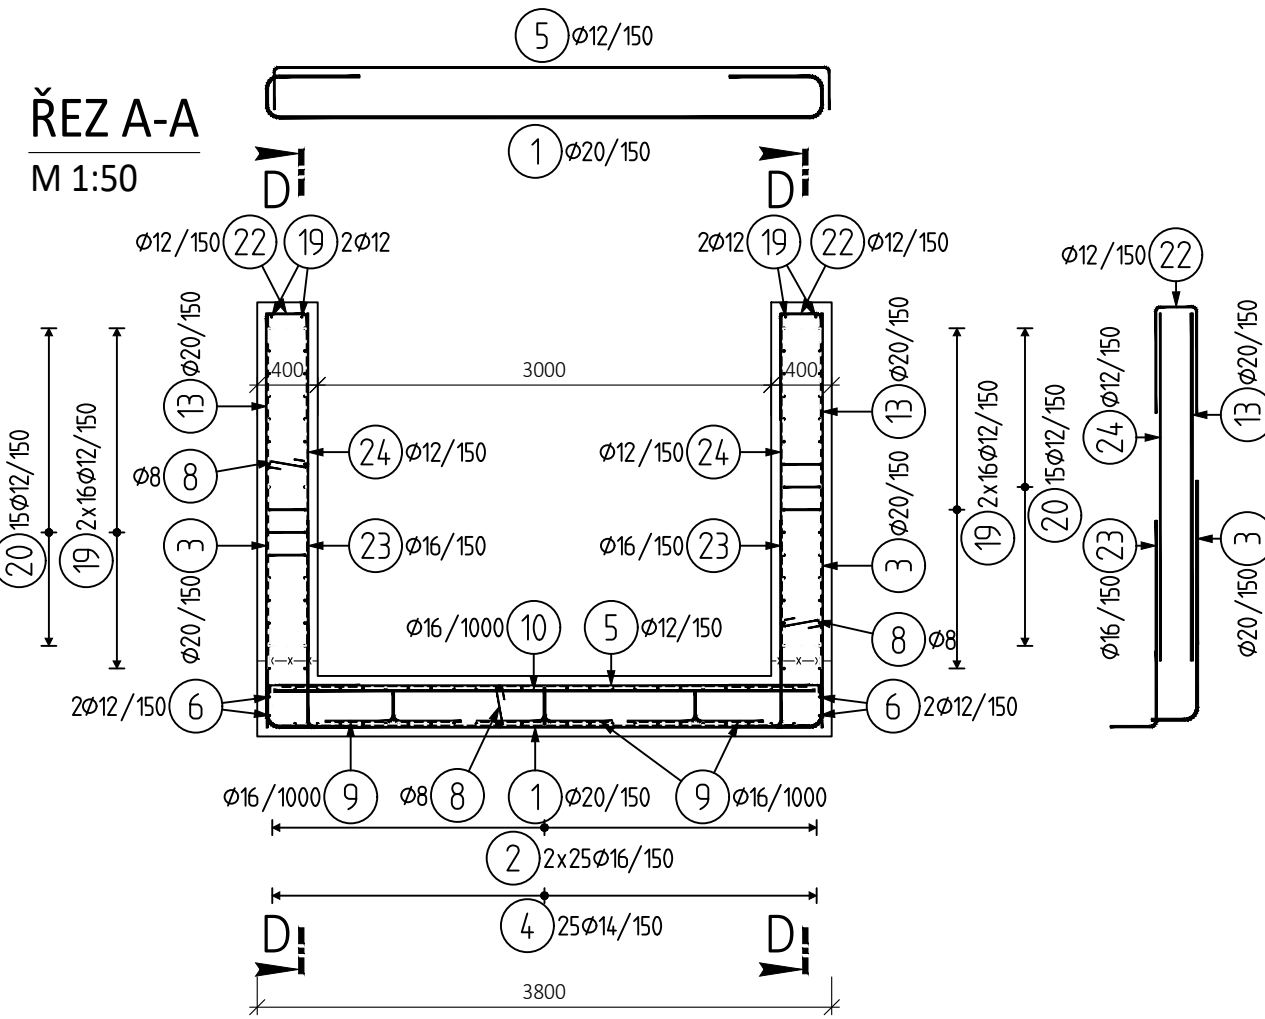 5 Ø12/150
ŘEZ A-A
M 1:50
1 Ø20/150
D
D
Ø12/150 22
19 2Ø12
2Ø12 19
22 Ø12/150
Ø12/150 22
Ø20/150
13
Ø20/150
13
Ø12/150
24
Ø20/150
13
400
3000
400
15Ø12/150
20
2x16Ø12/150
19
24 Ø12/150
Ø12/150 24
Ø8 8
Ø20/150
3
2x16Ø12/150
19
15Ø12/150
20
3
Ø20/150
23 Ø16/150
Ø16/150 23
23
Ø16/150
3
Ø20/150
Ø16/1000 10
5 Ø12/150
8 Ø8
x
x
2Ø12/150 6
6 2Ø12/150
Ø16/1000 9
Ø8 8
1 Ø20/150
9 Ø16/1000
2 2x25Ø16/150
4 25Ø14/150
D
D
3800